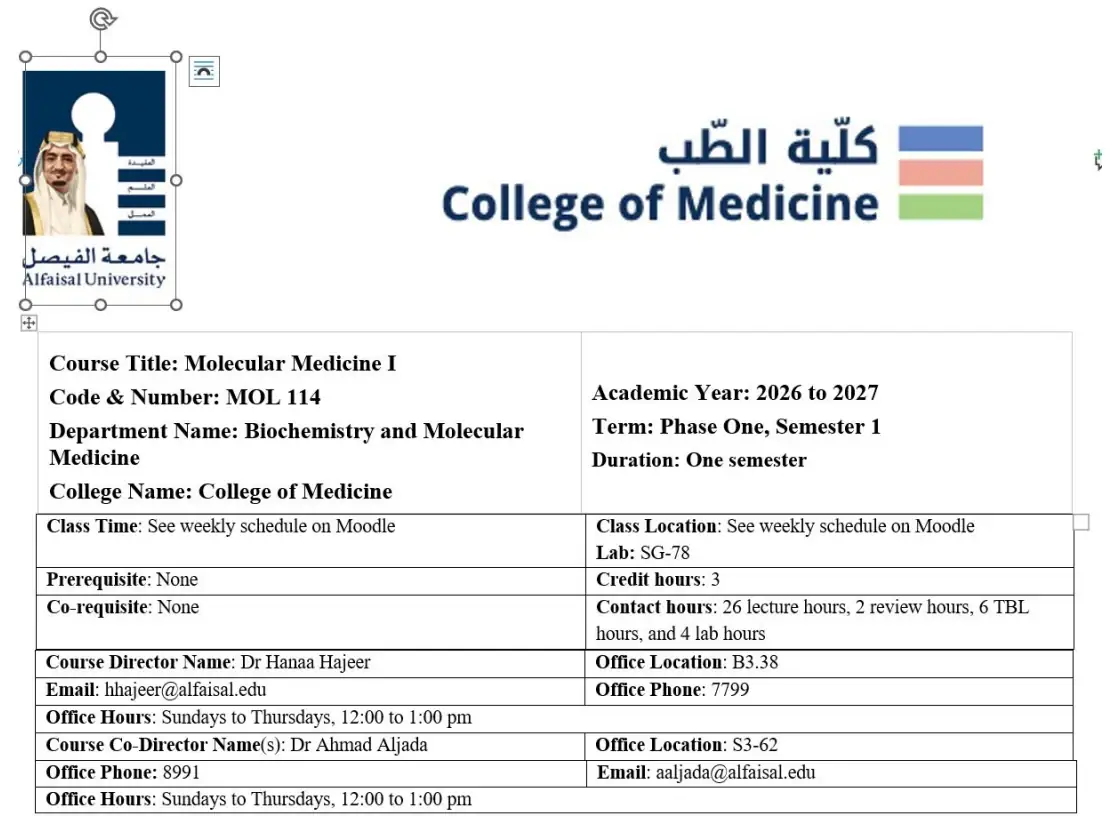 العقيدة
العلم
العمل
جامعة الفيصل
Alfaisal University
كلّية الطّب
College of Medicine
Course Title: Molecular Medicine I
Code & Number: MOL 114
Department Name: Biochemistry and Molecular
Medicine
College Name: College of Medicine
Academic Year: 2026 to 2027
Term: Phase One, Semester 1
Duration: One semester
Class Time: See weekly schedule on Moodle
Class Location: See weekly schedule on Moodle
Lab: SG-78
Prerequisite: None
Credit hours: 3
Co-requisite: None
Contact hours: 26 lecture hours, 2 review hours, 6 TBL
hours, and 4 lab hours
Course Director Name: Dr Hanaa Hajeer
Office Location: B3.38
Email: hhajeer@alfaisal.edu
Office Phone: 7799
Office Hours: Sundays to Thursdays, 12:00 to 1:00 pm
Course Co-Director Name(s): Dr Ahmad Aljada
Office Location: S3-62
Office Phone: 8991
Email: aaljada@alfaisal.edu
Office Hours: Sundays to Thursdays, 12:00 to 1:00 pm